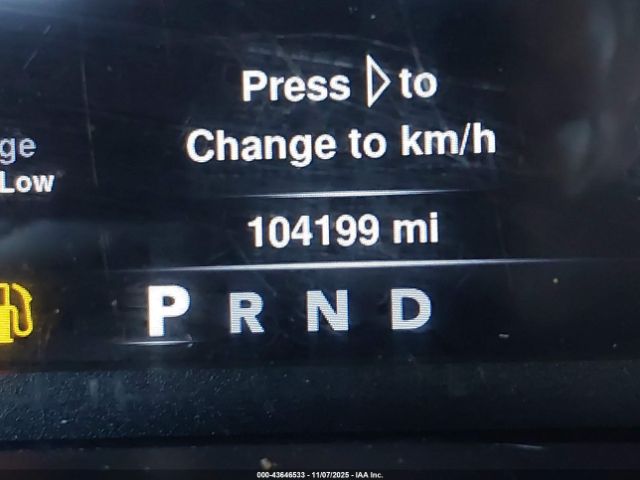 Press ▷ to
Change to km/h
ge
Low
104199 mi
P R N D
000-43646533 - 11/07/2025 - IAA Inc.